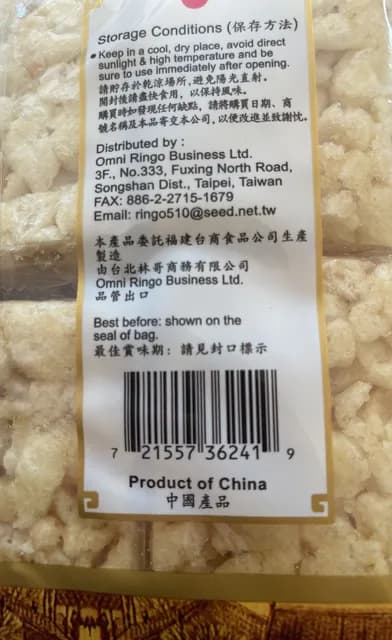 Storage Conditions (保存方法)
• Keep in a cool, dry place, avoid direct
sunlight & high temperature and be
sure to use immediately after opening.
請貯存於乾涼場所,避免陽光直射。
開封後請盡快食用，以保持風味。
購買時如發現任何缺點，請將購買日期、商
號名稱及本品寄交本公司,以便改進並致謝忱。
Distributed by :
Omni Ringo Business Ltd.
3F., No.333, Fuxing North Road,
Songshan Dist., Taipei, Taiwan
FAX: 886-2-2715-1679
Email: ringo510@seed.net.tw
本產品委託福建台商食品公司生產
製造
由台北林哥商務有限公司
Omni Ringo Business Ltd.
品管出口
Best before: shown on the
seal of bag.
最佳賞味期: 請見封口標示
7 21557 36241 9
Product of China
中國產品